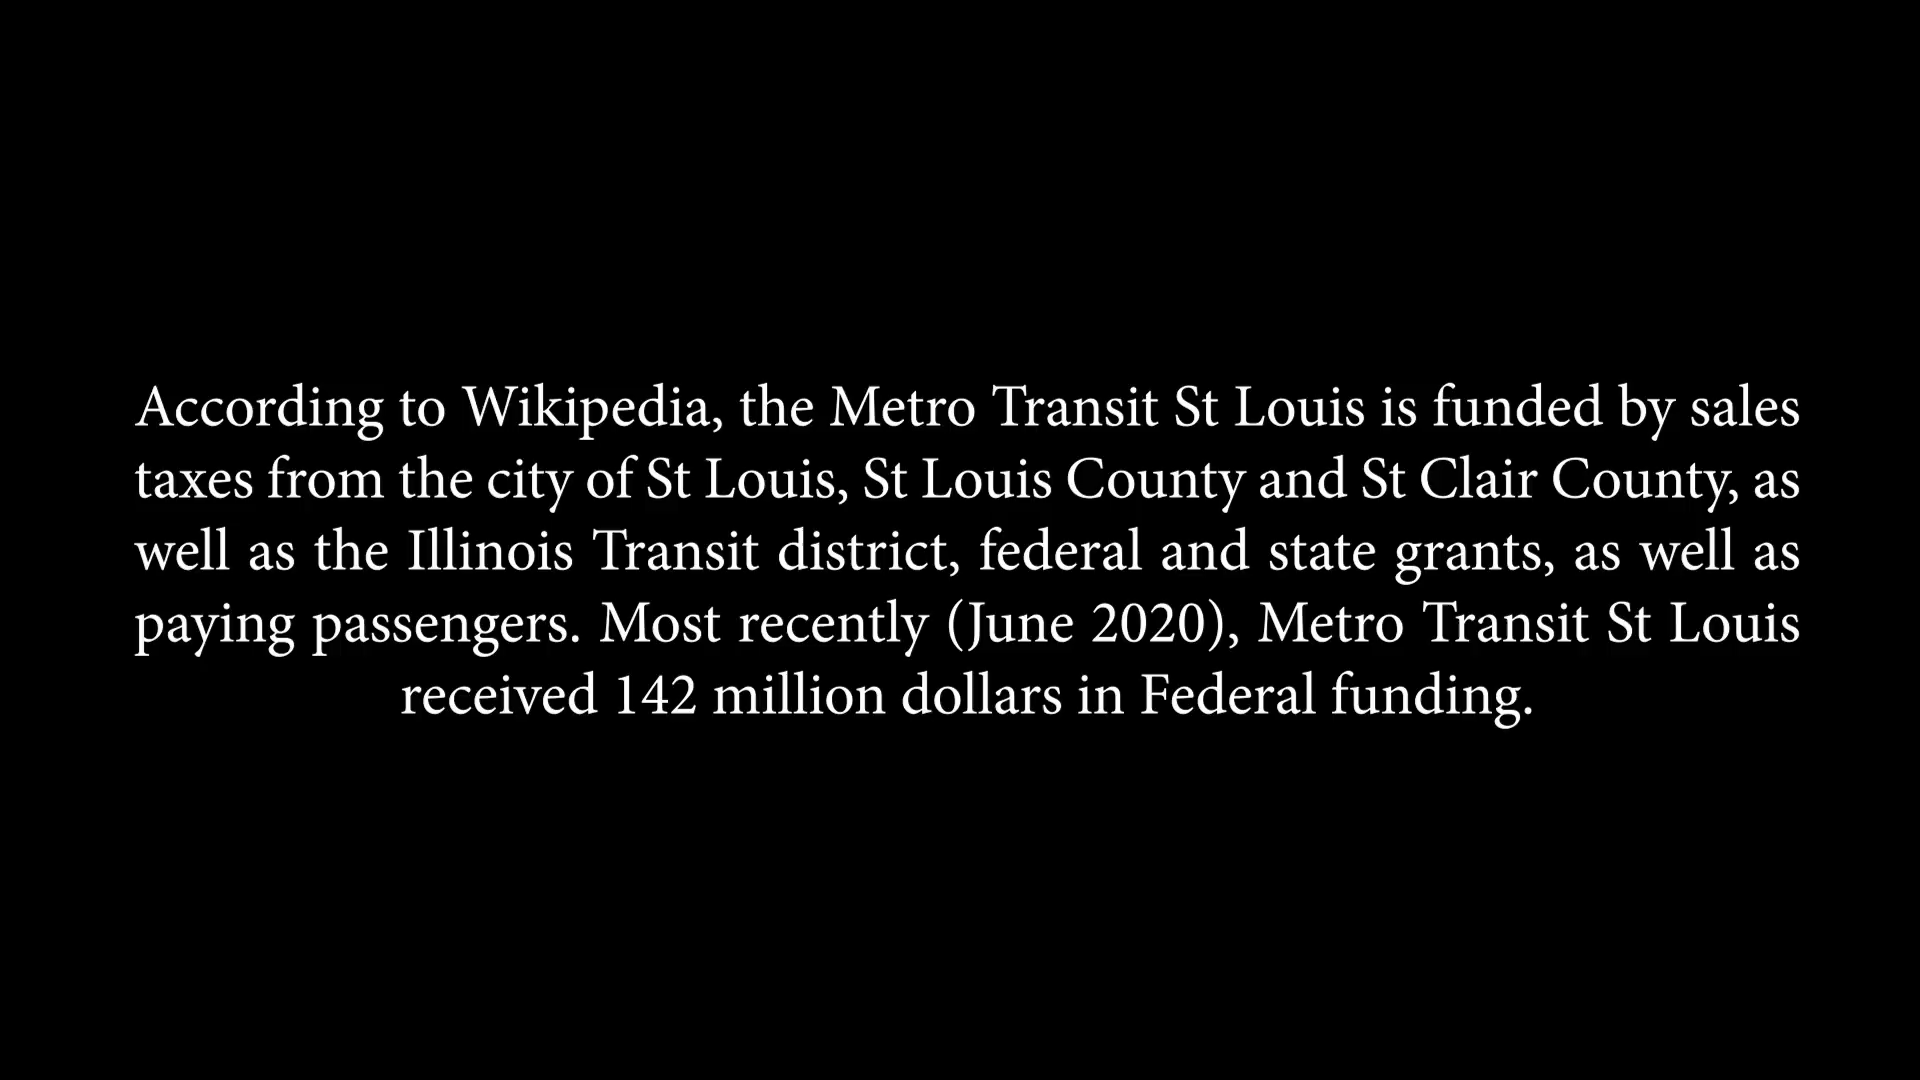 According to Wikipedia, the Metro Transit St Louis is funded by sales
taxes from the city of St Louis, St Louis County and St Clair County, as
well as the Illinois Transit district, federal and state grants, as well as
paying passengers. Most recently (June 2020), Metro Transit St Louis
received 142 million dollars in Federal funding.